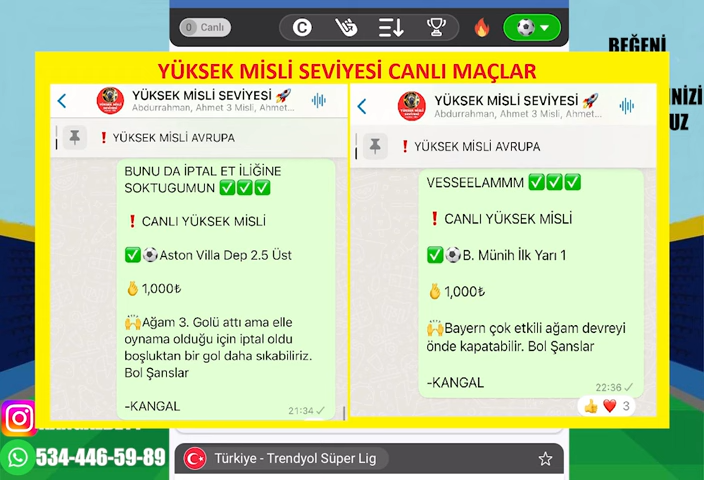 0 Canlı
BEĞENİ
YÜKSEK MİSLİ SEVİYESİ CANLI MAÇLAR
YÜKSEK MİSLİ SEVİYESİ 🚀
Abdurrahman, Ahmet 3 Misli, Ahmet...
❗ YÜKSEK MİSLİ AVRUPA
BUNU DA İPTAL ET İLİĞİNE
SOKTUGUMUN ✅✅✅
❗ CANLI YÜKSEK MİSLİ
✅⚽Aston Villa Dep 2.5 Üst
👌1,000₺
🙌Ağam 3. Golü attı ama elle
oynama olduğu için iptal oldu
boşluktan bir gol daha sıkabiliriz.
Bol Şanslar
-KANGAL
21:34
YÜKSEK MİSLİ SEVİYESİ 🚀
Abdurrahman, Ahmet 3 Misli, Ahmet...
❗ YÜKSEK MİSLİ AVRUPA
VESSEELAMMM ✅✅✅
❗ CANLI YÜKSEK MİSLİ
✅⚽B. Münih İlk Yarı 1
👌1,000₺
🙌Bayern çok etkili ağam devreyi
önde kapatabilir. Bol Şanslar
-KANGAL
22:36
👍❤️ 3
NİZİ
UZ
534-446-59-89
Türkiye - Trendyol Süper Lig